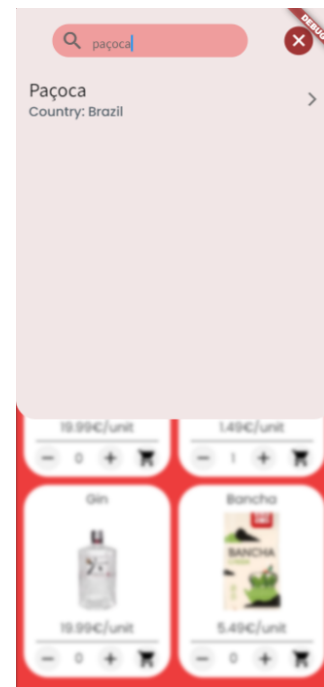 DEBUG
paçoca
Paçoca
Country: Brazil
19.99€/unit
1.49€/unit
0
1
Gin
Bancha
BANCHA
19.99€/unit
5.49€/unit
0
0